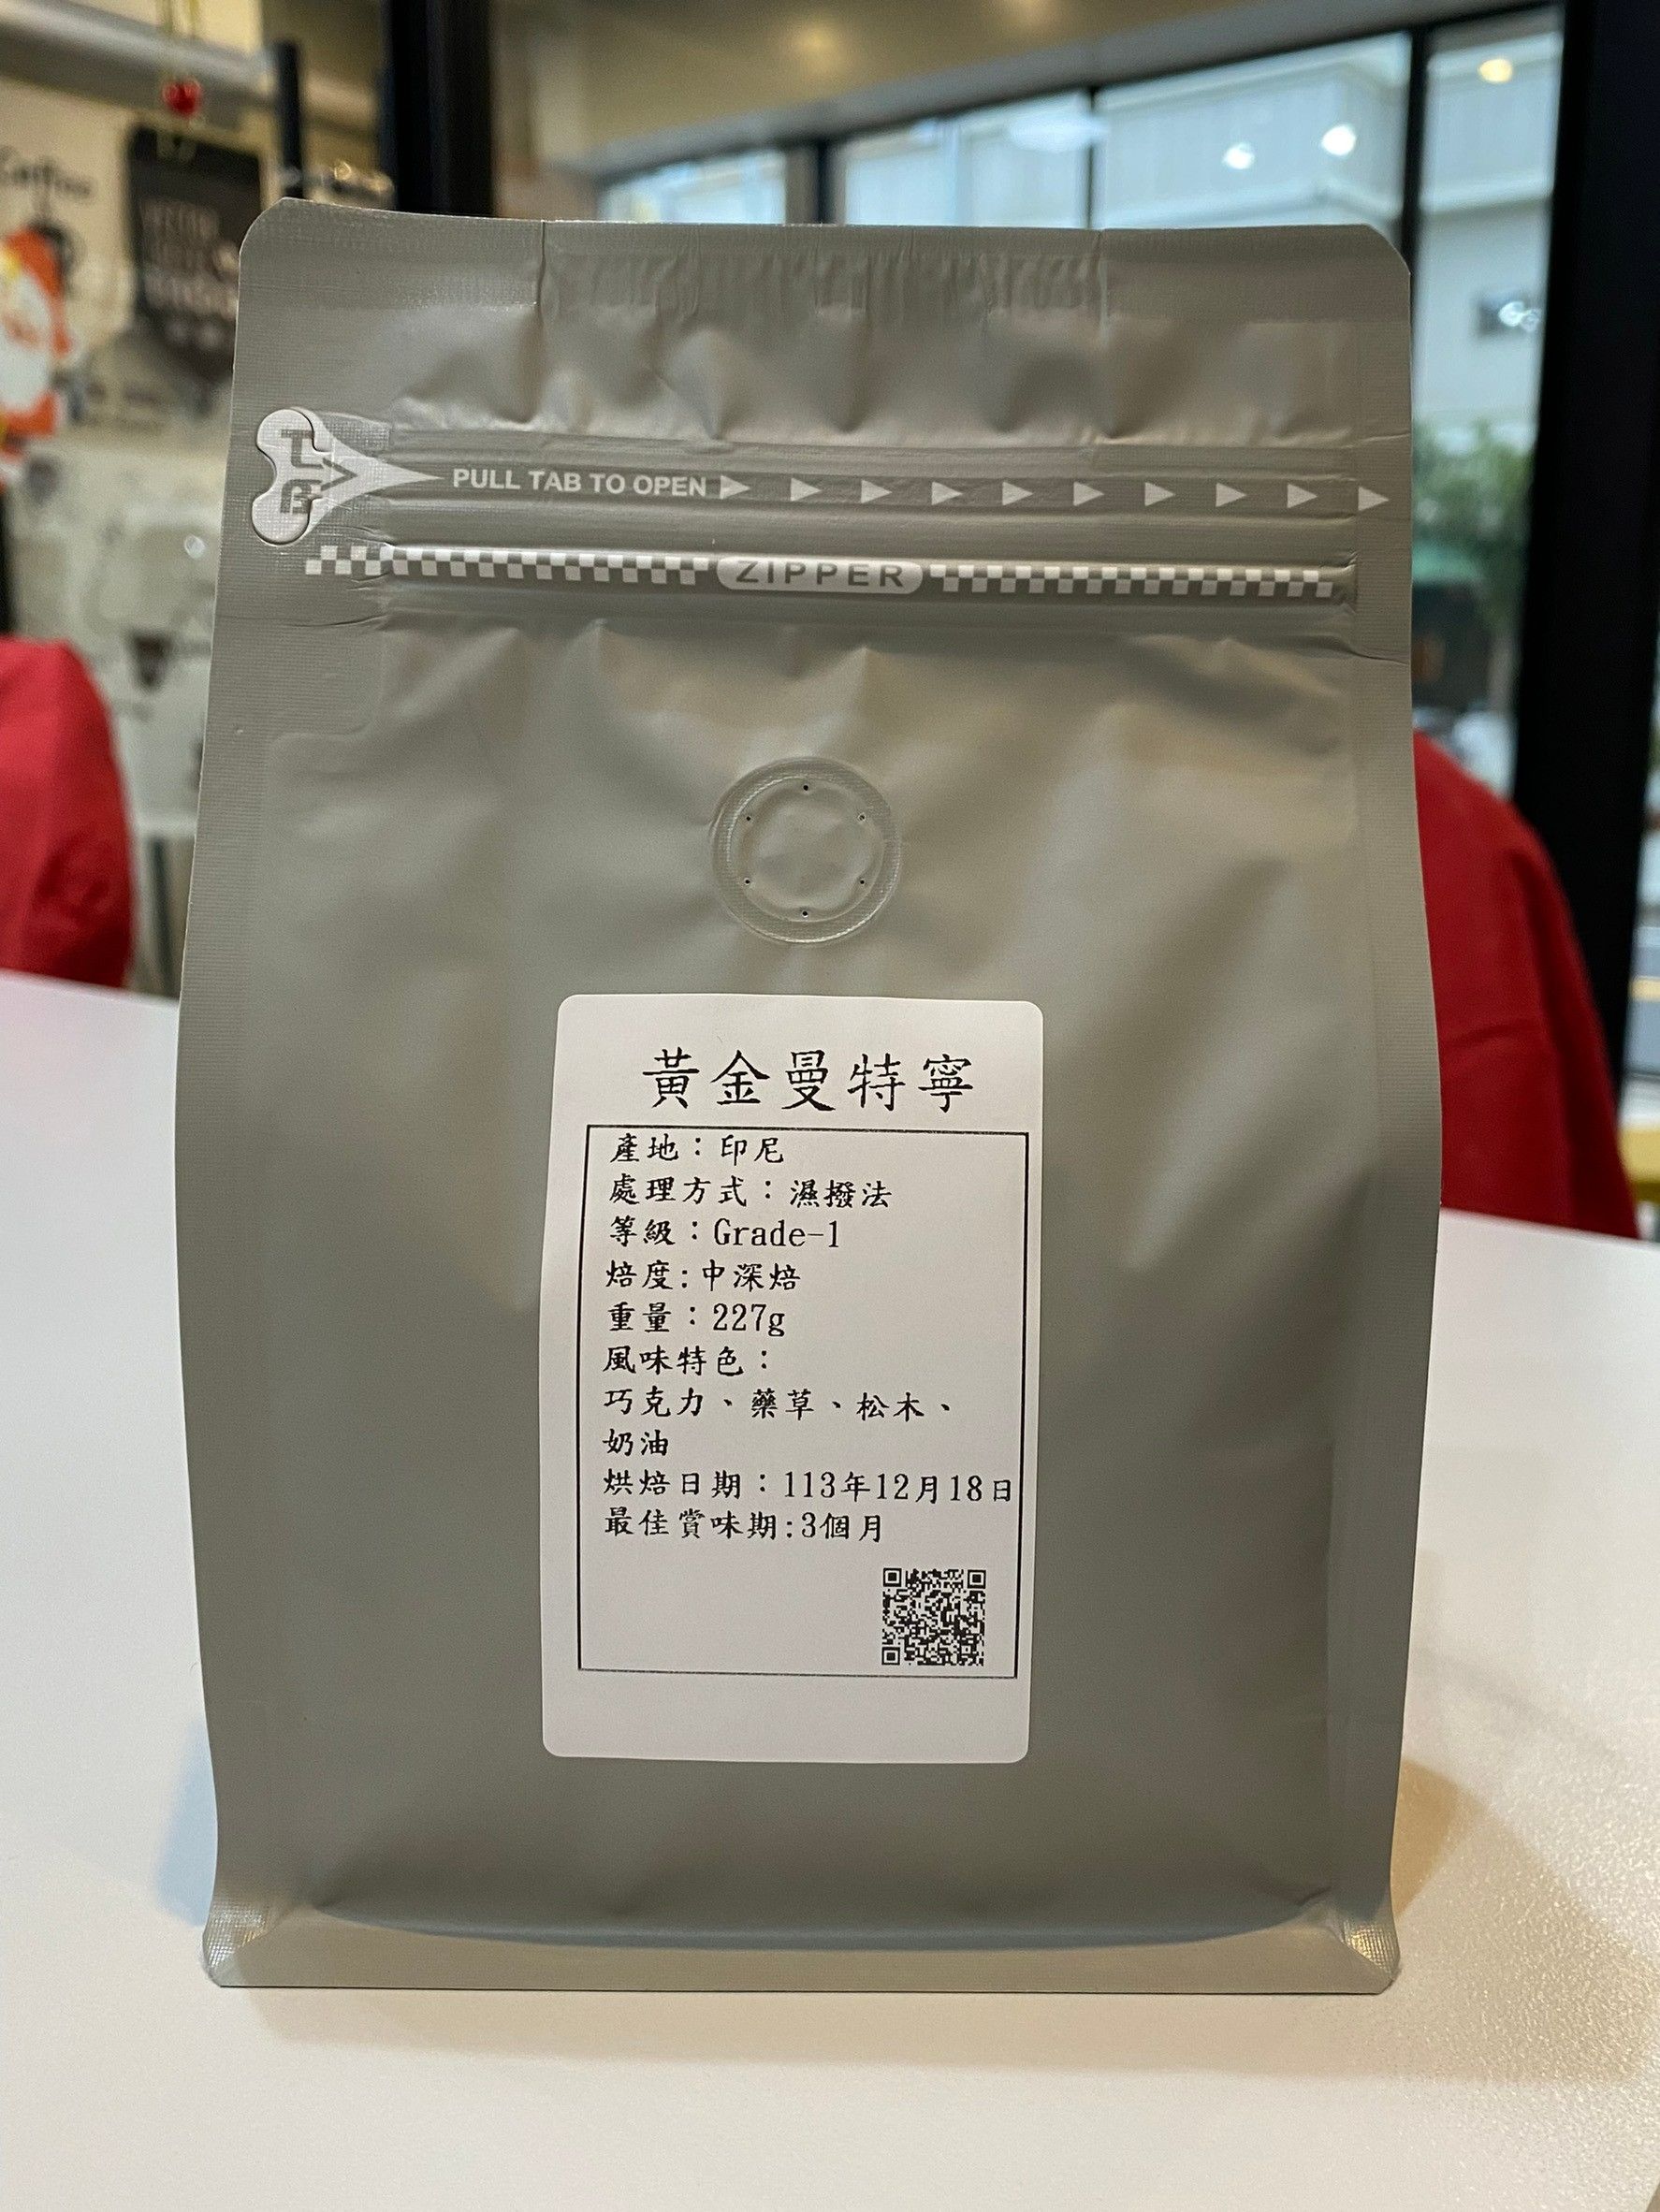 Coffee
TAB
PULL TAB TO OPEN
ZIPPER
黃金曼特寧
產地：印尼
處理方式：濕撥法
等級：Grade-1
焙度:中深焙
重量：227g
風味特色：
巧克力、藥草、松木、
奶油
烘焙日期：113年12月18日
最佳賞味期:3個月